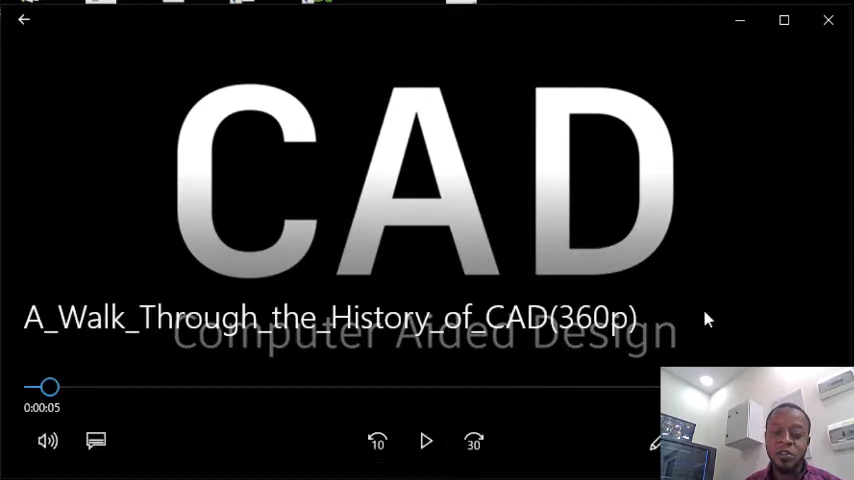 CAD
A_Walk_Through_the_History_of_CAD(360p)
Computer Aided Design
0:00:05
10
30